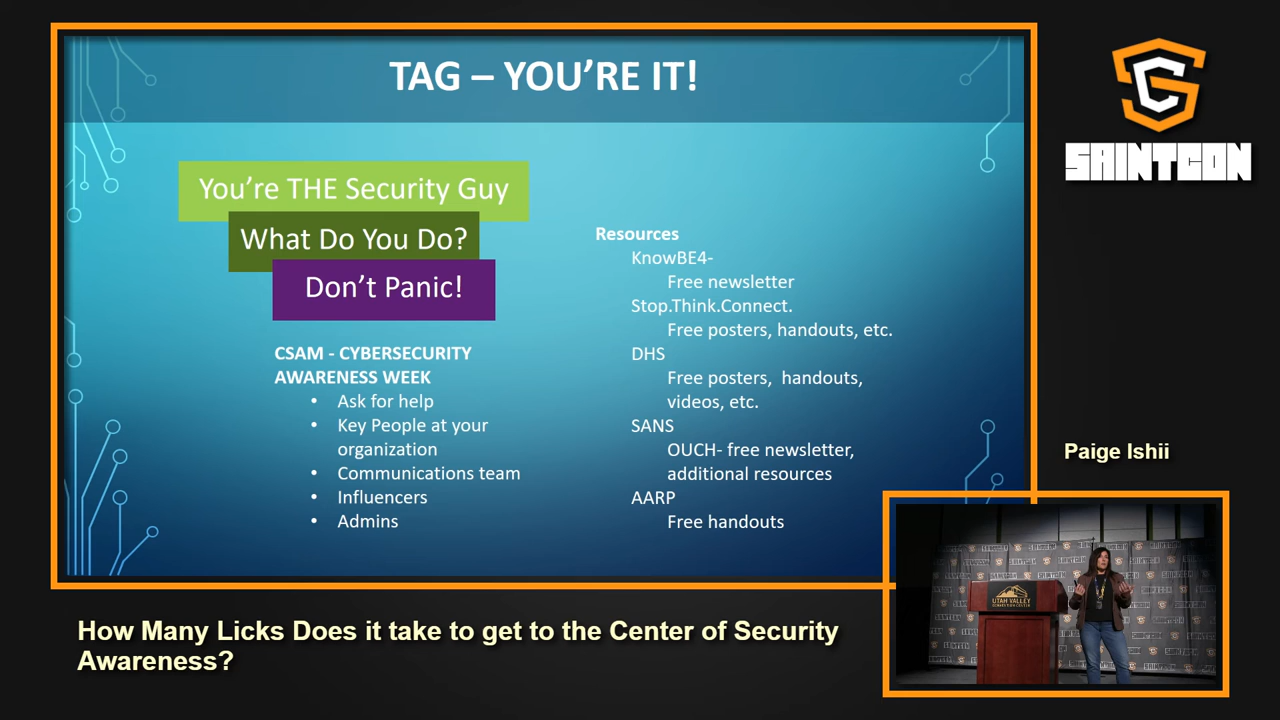 TAG – YOU'RE IT!
You're THE Security Guy
What Do You Do?
Don't Panic!
CSAM - CYBERSECURITY
AWARENESS WEEK
• Ask for help
• Key People at your
organization
• Communications team
• Influencers
• Admins
Resources
KnowBE4-
Free newsletter
Stop.Think.Connect.
Free posters, handouts, etc.
DHS
Free posters, handouts,
videos, etc.
SANS
OUCH- free newsletter,
additional resources
AARP
Free handouts
SAINTCON
Paige Ishii
UTAH VALLEY
How Many Licks Does it take to get to the Center of Security
Awareness?